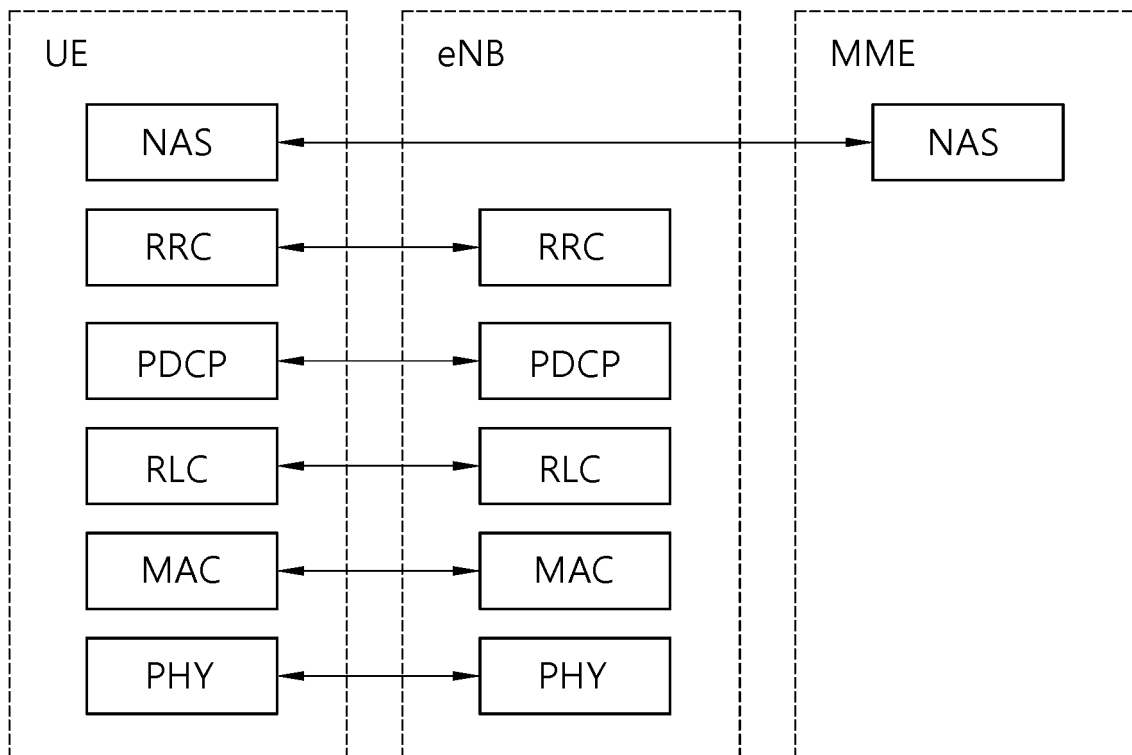 UE eNB MME
NAS NAS
RRC RRC
PDCP PDCP
RLC RLC
MAC MAC
PHY PHY